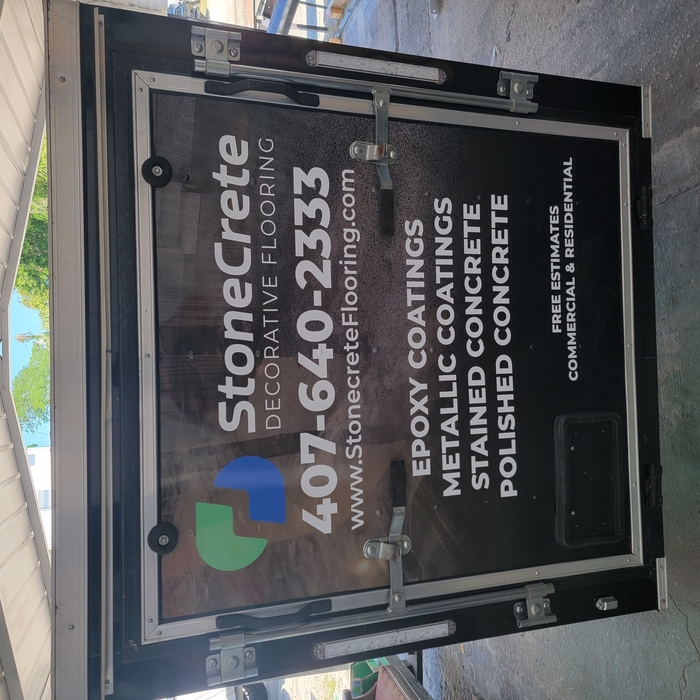 StoneCrete
DECORATIVE FLOORING
407-640-2333
www.StonecreteFlooring.com
EPOXY COATINGS
METALLIC COATINGS
STAINED CONCRETE
POLISHED CONCRETE
FREE ESTIMATES
COMMERCIAL & RESIDENTIAL